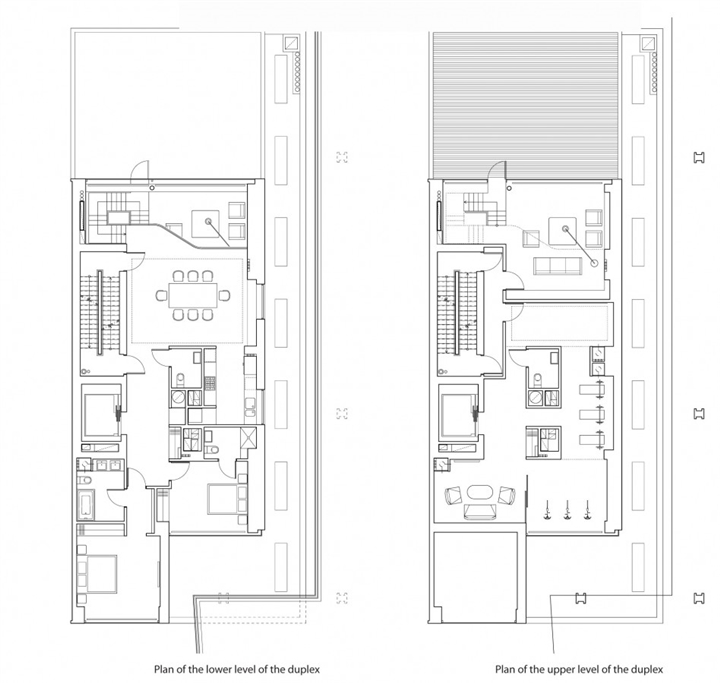 Plan of the lower level of the duplex
Plan of the upper level of the duplex